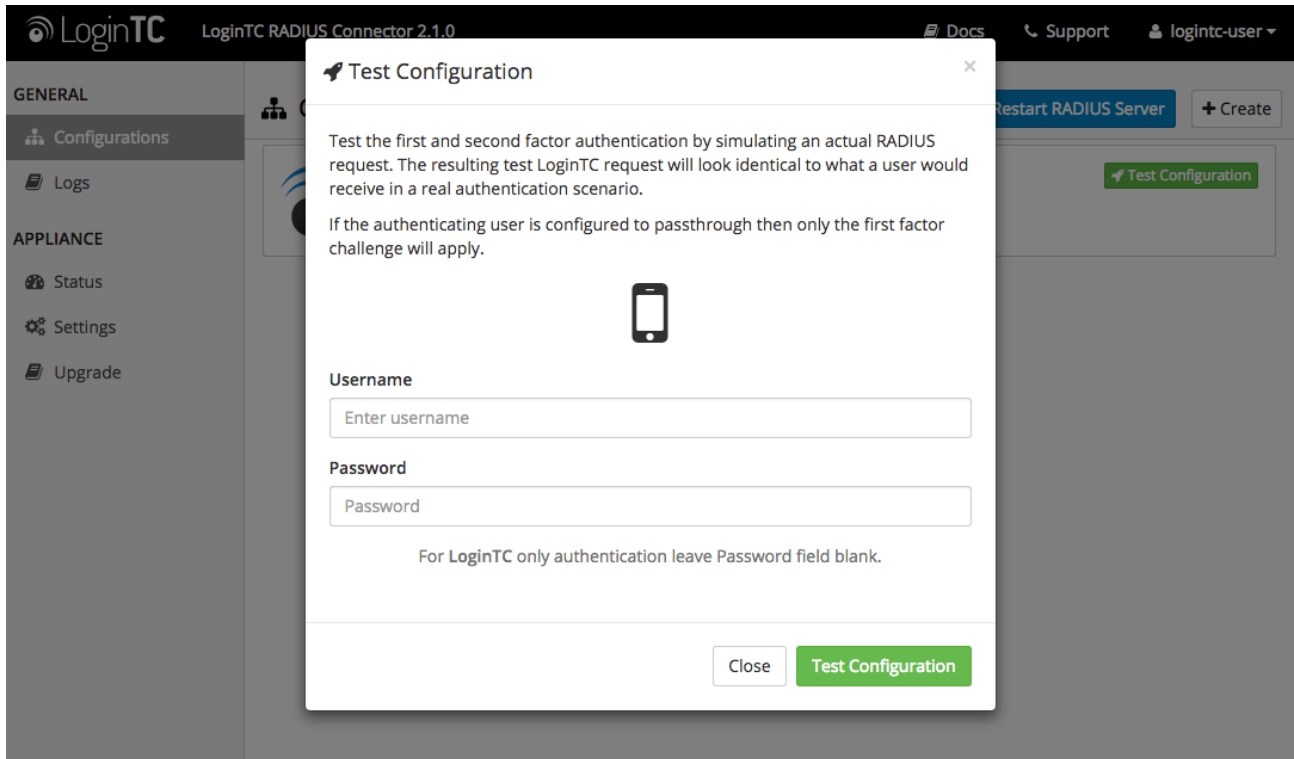 LoginTC
LoginTC RADIUS Connector 2.1.0
Docs
Support
logintc-user
GENERAL
Configurations
Logs
APPLIANCE
Status
Settings
Upgrade
Restart RADIUS Server
+ Create
Test Configuration
Test Configuration
×
Test the first and second factor authentication by simulating an actual RADIUS
request. The resulting test LoginTC request will look identical to what a user would
receive in a real authentication scenario.
If the authenticating user is configured to passthrough then only the first factor
challenge will apply.
Username
Enter username
Password
Password
For LoginTC only authentication leave Password field blank.
Close
Test Configuration